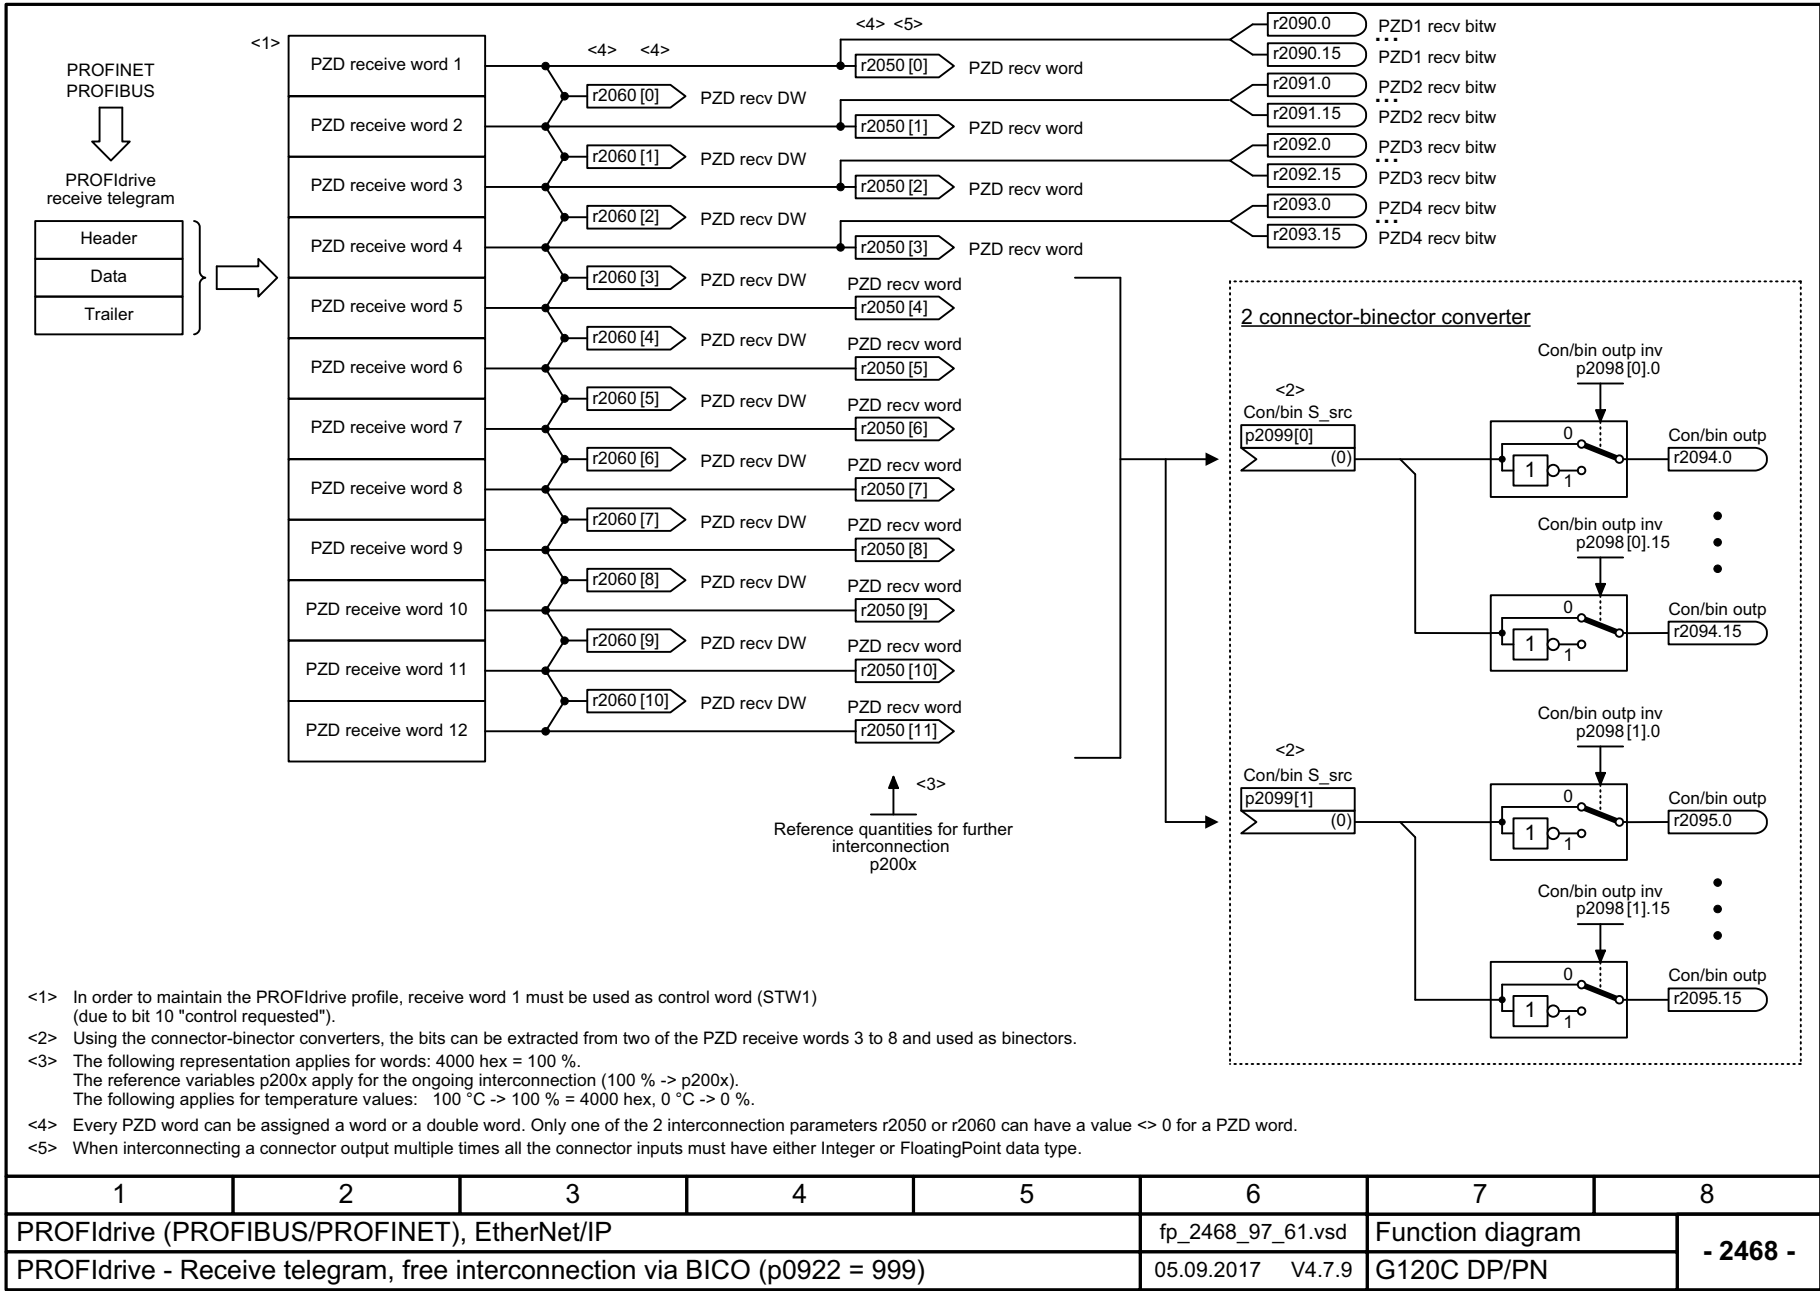 <1>
<4> <4>
<4> <5>
PROFINET
PROFIBUS
PROFIdrive
receive telegram
Header
Data
Trailer
PZD receive word 1
PZD receive word 2
PZD receive word 3
PZD receive word 4
PZD receive word 5
PZD receive word 6
PZD receive word 7
PZD receive word 8
PZD receive word 9
PZD receive word 10
PZD receive word 11
PZD receive word 12
r2060 [0] PZD recv DW
r2060 [1] PZD recv DW
r2060 [2] PZD recv DW
r2060 [3] PZD recv DW
r2060 [4] PZD recv DW
r2060 [5] PZD recv DW
r2060 [6] PZD recv DW
r2060 [7] PZD recv DW
r2060 [8] PZD recv DW
r2060 [9] PZD recv DW
r2060 [10] PZD recv DW
r2050 [0] PZD recv word
r2050 [1] PZD recv word
r2050 [2] PZD recv word
r2050 [3] PZD recv word
PZD recv word
r2050 [4]
PZD recv word
r2050 [5]
PZD recv word
r2050 [6]
PZD recv word
r2050 [7]
PZD recv word
r2050 [8]
PZD recv word
r2050 [9]
PZD recv word
r2050 [10]
PZD recv word
r2050 [11]
<3>
Reference quantities for further
interconnection
p200x
r2090.0 PZD1 recv bitw
...
r2090.15 PZD1 recv bitw
r2091.0 PZD2 recv bitw
...
r2091.15 PZD2 recv bitw
r2092.0 PZD3 recv bitw
...
r2092.15 PZD3 recv bitw
r2093.0 PZD4 recv bitw
...
r2093.15 PZD4 recv bitw
2 connector-binector converter
<2>
Con/bin S_src
p2099[0]
(0)
Con/bin outp inv
p2098 [0].0
0
1
1
Con/bin outp
r2094.0
Con/bin outp inv
p2098 [0].15
0
1
1
Con/bin outp
r2094.15
<2>
Con/bin S_src
p2099[1]
(0)
Con/bin outp inv
p2098 [1].0
0
1
1
Con/bin outp
r2095.0
Con/bin outp inv
p2098 [1].15
0
1
1
Con/bin outp
r2095.15
<1> In order to maintain the PROFIdrive profile, receive word 1 must be used as control word (STW1)
(due to bit 10 "control requested").
<2> Using the connector-binector converters, the bits can be extracted from two of the PZD receive words 3 to 8 and used as binectors.
<3> The following representation applies for words: 4000 hex = 100 %.
The reference variables p200x apply for the ongoing interconnection (100 % -> p200x).
The following applies for temperature values: 100 °C -> 100 % = 4000 hex, 0 °C -> 0 %.
<4> Every PZD word can be assigned a word or a double word. Only one of the 2 interconnection parameters r2050 or r2060 can have a value <> 0 for a PZD word.
<5> When interconnecting a connector output multiple times all the connector inputs must have either Integer or FloatingPoint data type.
1 2 3 4 5 6 7 8
PROFIdrive (PROFIBUS/PROFINET), EtherNet/IP
fp_2468_97_61.vsd
Function diagram
- 2468 -
PROFIdrive - Receive telegram, free interconnection via BICO (p0922 = 999)
05.09.2017 V4.7.9
G120C DP/PN